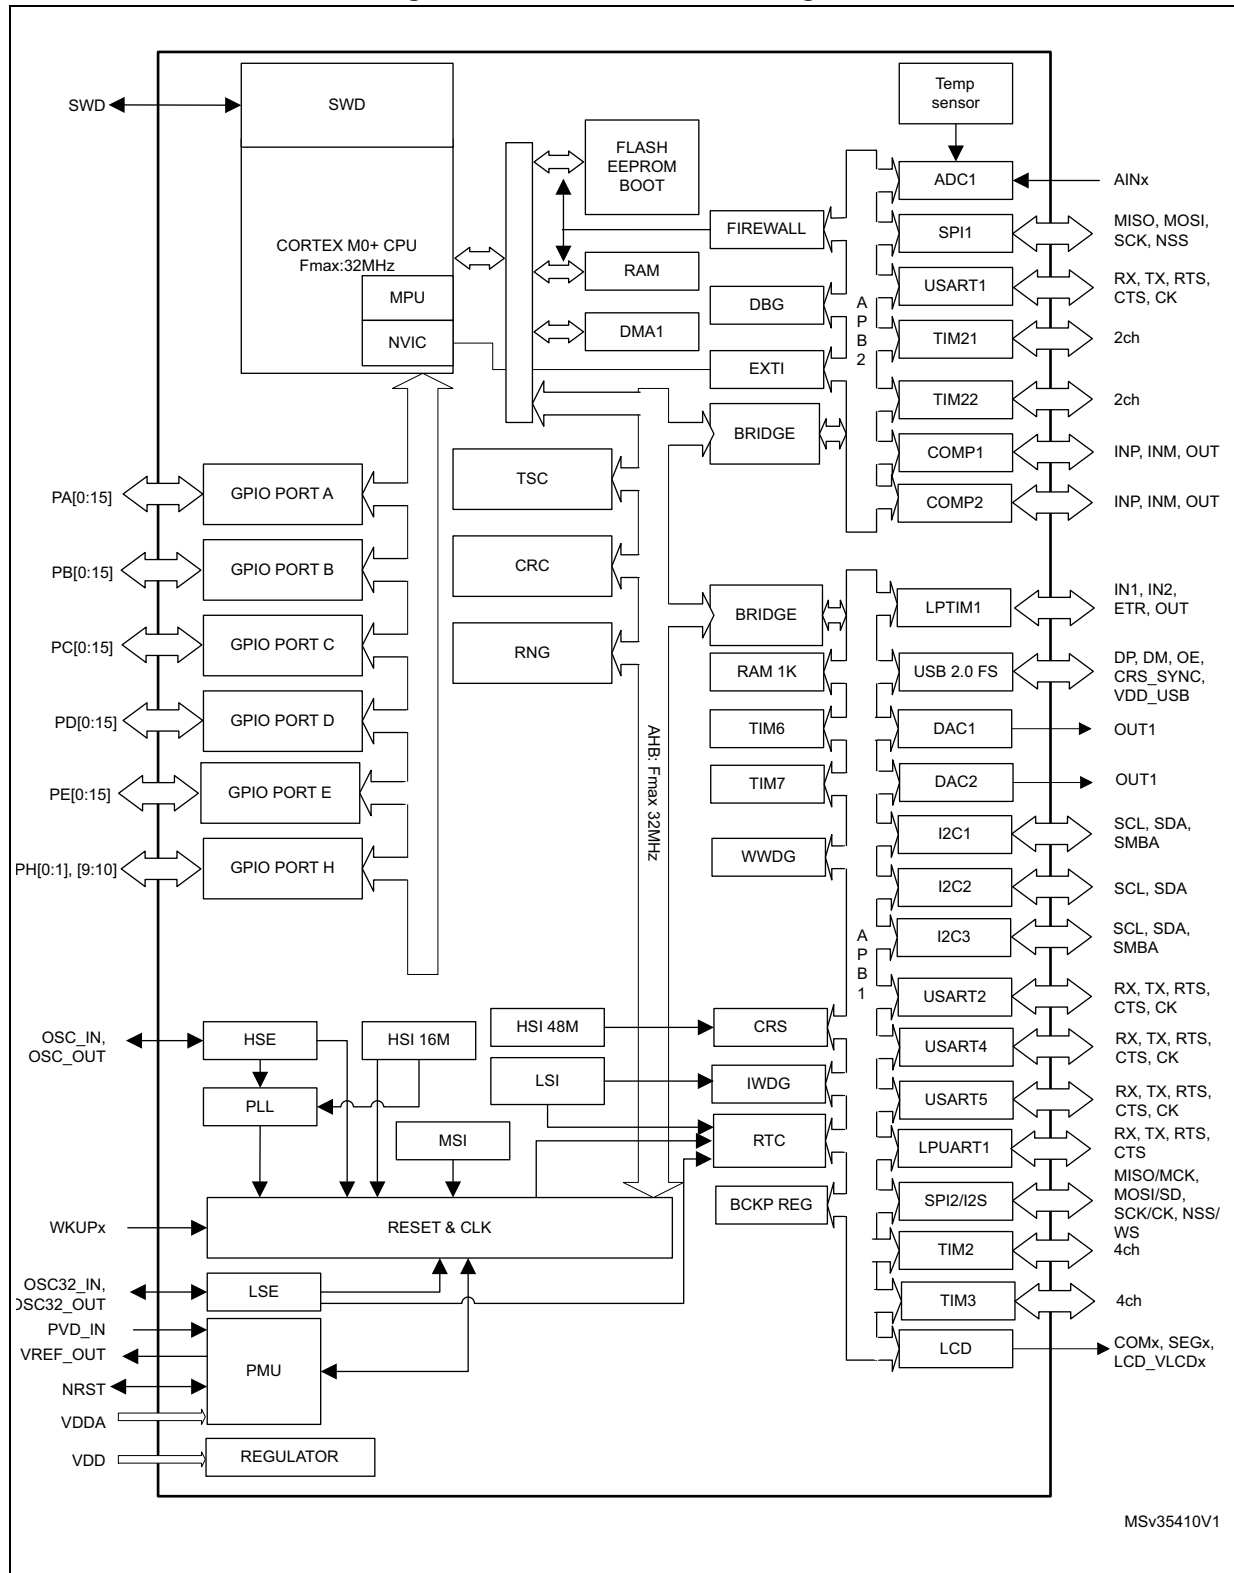 SWD
SWD
CORTEX M0+ CPU
Fmax:32MHz
MPU
NVIC
FLASH
EEPROM
BOOT
RAM
DMA1
FIREWALL
DBG
EXTI
BRIDGE
A
P
B
2
Temp
sensor
ADC1
AINx
SPI1
MISO, MOSI,
SCK, NSS
USART1
RX, TX, RTS,
CTS, CK
TIM21
2ch
TIM22
2ch
COMP1
INP, INM, OUT
COMP2
INP, INM, OUT
TSC
CRC
RNG
AHB: Fmax 32MHz
PA[0:15]
GPIO PORT A
PB[0:15]
GPIO PORT B
PC[0:15]
GPIO PORT C
PD[0:15]
GPIO PORT D
PE[0:15]
GPIO PORT E
PH[0:1], [9:10]
GPIO PORT H
BRIDGE
RAM 1K
TIM6
TIM7
WWDG
A
P
B
1
LPTIM1
IN1, IN2,
ETR, OUT
USB 2.0 FS
DP, DM, OE,
CRS_SYNC,
VDD_USB
DAC1
OUT1
DAC2
OUT1
I2C1
SCL, SDA,
SMBA
I2C2
SCL, SDA
I2C3
SCL, SDA,
SMBA
USART2
RX, TX, RTS,
CTS, CK
USART4
RX, TX, RTS,
CTS, CK
USART5
RX, TX, RTS,
CTS, CK
LPUART1
RX, TX, RTS,
CTS
SPI2/I2S
MISO/MCK,
MOSI/SD,
SCK/CK, NSS/
WS
TIM2
4ch
TIM3
4ch
LCD
COMx, SEGx,
LCD_VLCDx
OSC_IN,
OSC_OUT
HSE
HSI 16M
HSI 48M
CRS
PLL
LSI
IWDG
MSI
RTC
BCKP REG
WKUPx
RESET & CLK
OSC32_IN,
OSC32_OUT
LSE
PVD_IN
VREF_OUT
NRST
VDDA
PMU
VDD
REGULATOR
MSv35410V1